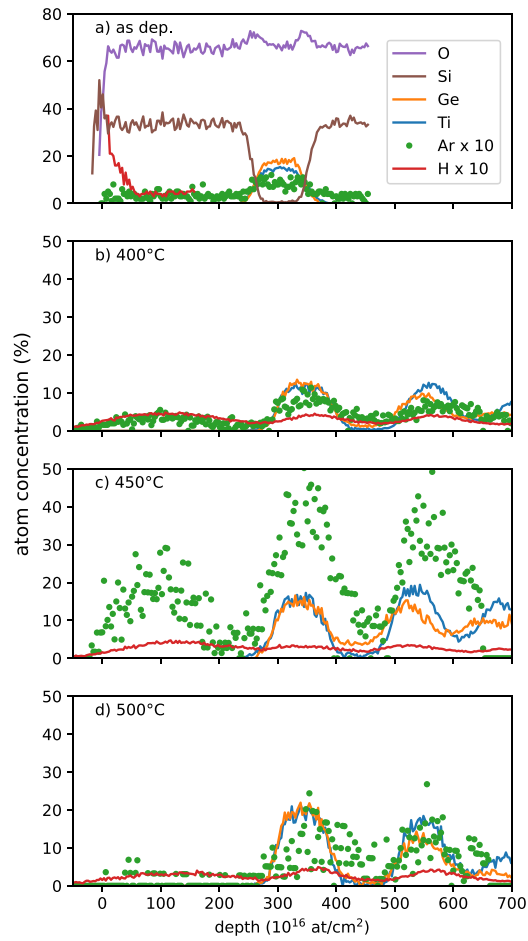 80
a) as dep.
O
Si
Ge
Ti
Ar x 10
H x 10
60
40
20
0
50
b) 400°C
40
30
20
10
0
atom concentration (%)
50
c) 450°C
40
30
20
10
0
50
d) 500°C
40
30
20
10
0
0 100 200 300 400 500 600 700
depth (10¹⁶ at/cm²)